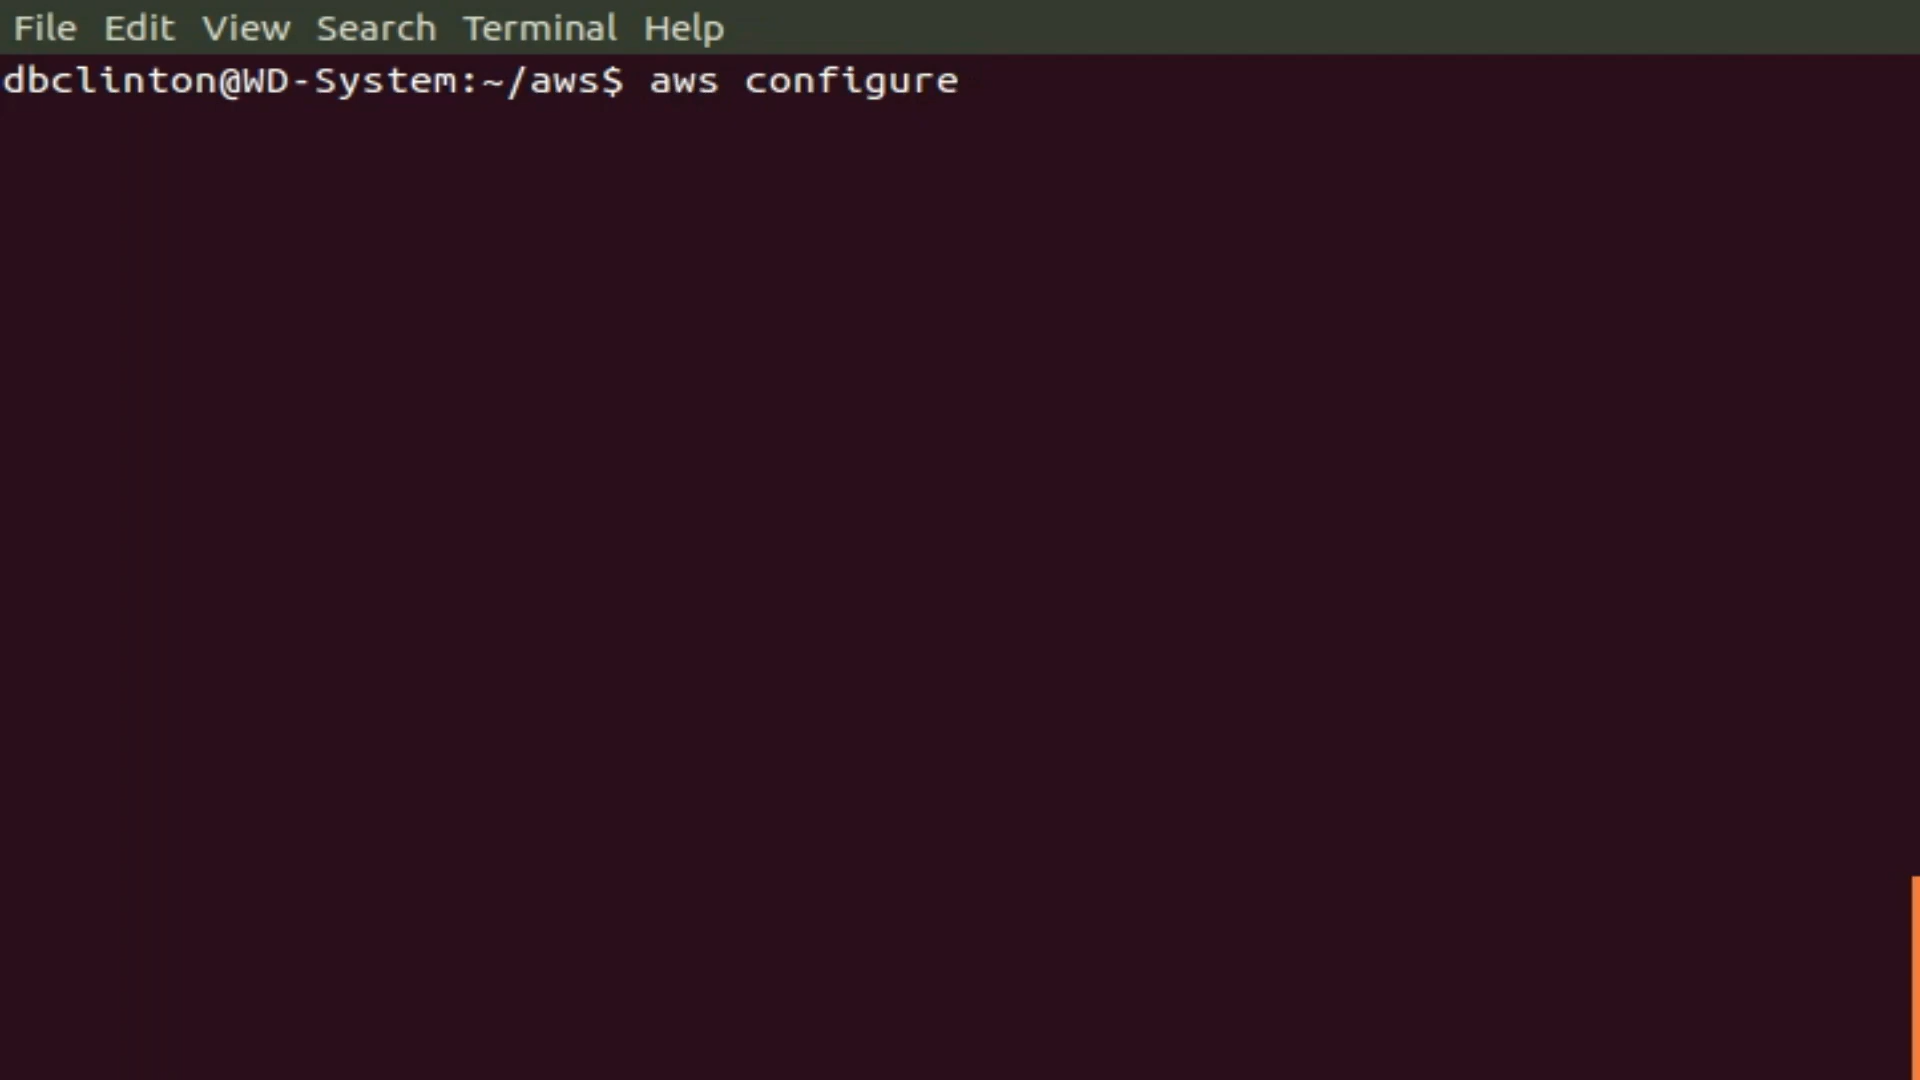 File Edit View Search Terminal Help
dbclinton@WD-System:~/aws$ aws configure